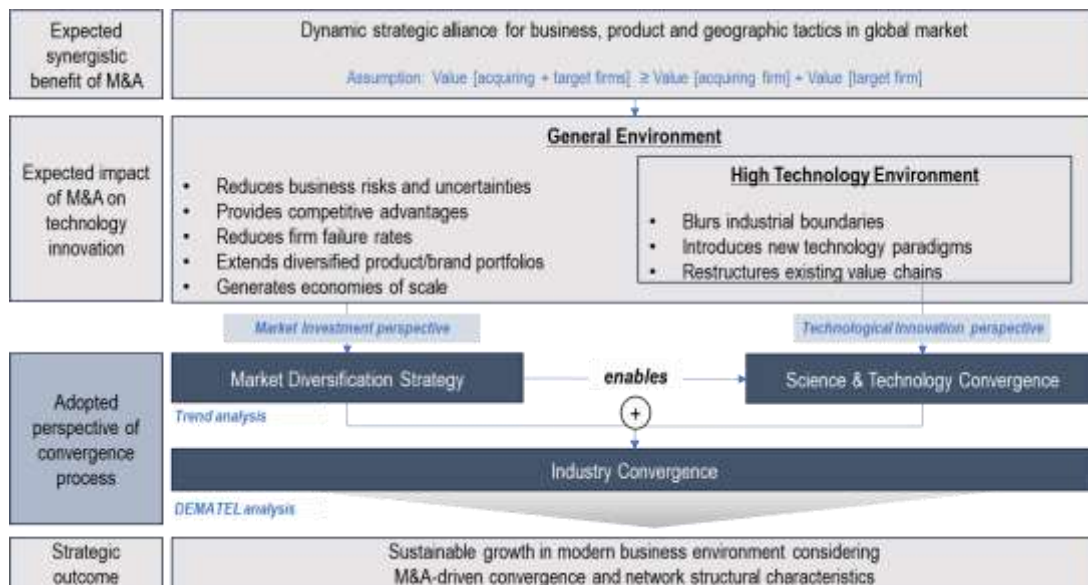 Expected
synergistic
benefit of M&A
Dynamic strategic alliance for business, product and geographic tactics in global market
Assumption: Value [acquiring + target firms] ≥ Value [acquiring firm] + Value [target firm]
Expected impact
of M&A on
technology
innovation
General Environment
• Reduces business risks and uncertainties
• Provides competitive advantages
• Reduces firm failure rates
• Extends diversified product/brand portfolios
• Generates economies of scale
High Technology Environment
• Blurs industrial boundaries
• Introduces new technology paradigms
• Restructures existing value chains
Market Investment perspective
Technological Innovation perspective
Adopted
perspective of
convergence
process
Market Diversification Strategy
enables
Science & Technology Convergence
Trend analysis
+
Industry Convergence
DEMATEL analysis
Strategic
outcome
Sustainable growth in modern business environment considering
M&A-driven convergence and network structural characteristics